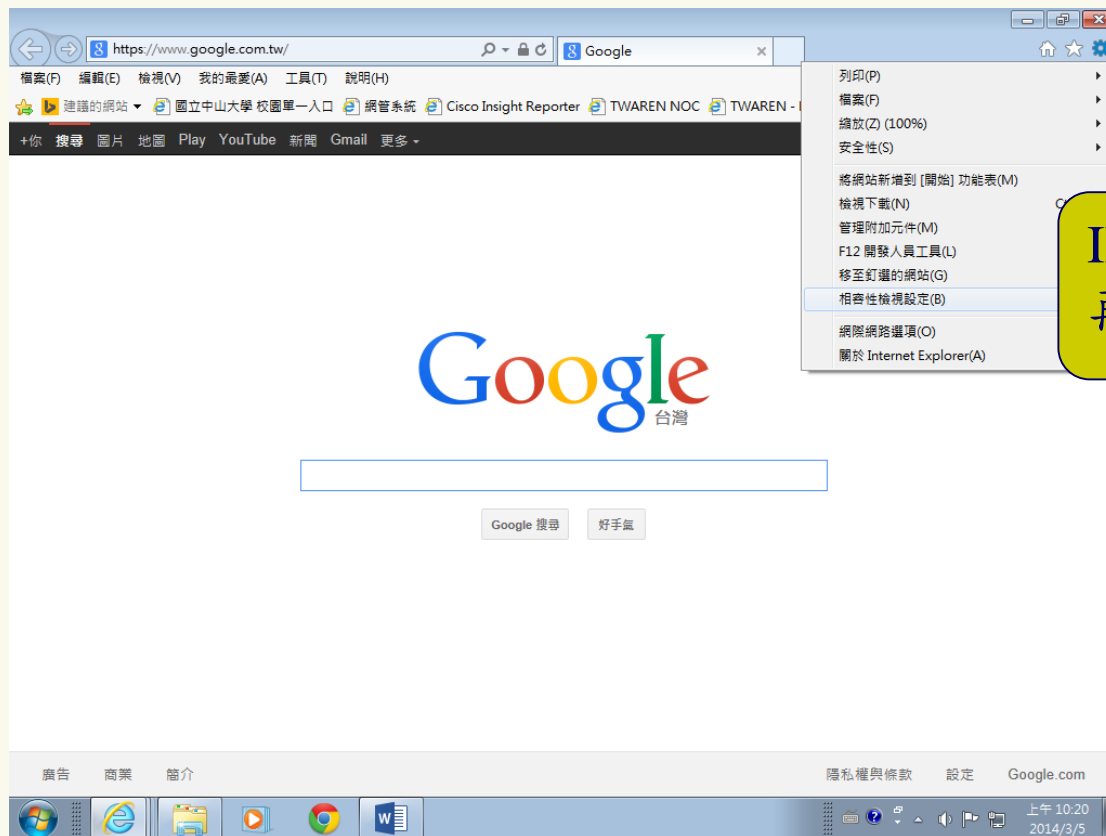 https://www.google.com.tw/
Google
檔案(F) 編輯(E) 檢視(V) 我的最愛(A) 工具(T) 說明(H)
建議的網站 國立中山大學 校園單一入口 網管系統 Cisco Insight Reporter TWAREN NOC TWAREN -
+你 搜尋 圖片 地圖 Play YouTube 新聞 Gmail 更多
列印(P)
檔案(F)
縮放(Z) (100%)
安全性(S)
將網站新增到 [開始] 功能表(M)
檢視下載(N)
管理附加元件(M)
F12 開發人員工具(L)
移至釘選的網站(G)
相容性檢視設定(B)
網際網路選項(O)
關於 Internet Explorer(A)
Google
台灣
Google 搜尋 好手氣
廣告 商業 簡介 隱私權與條款 設定 Google.com
上午 10:20
2014/3/5